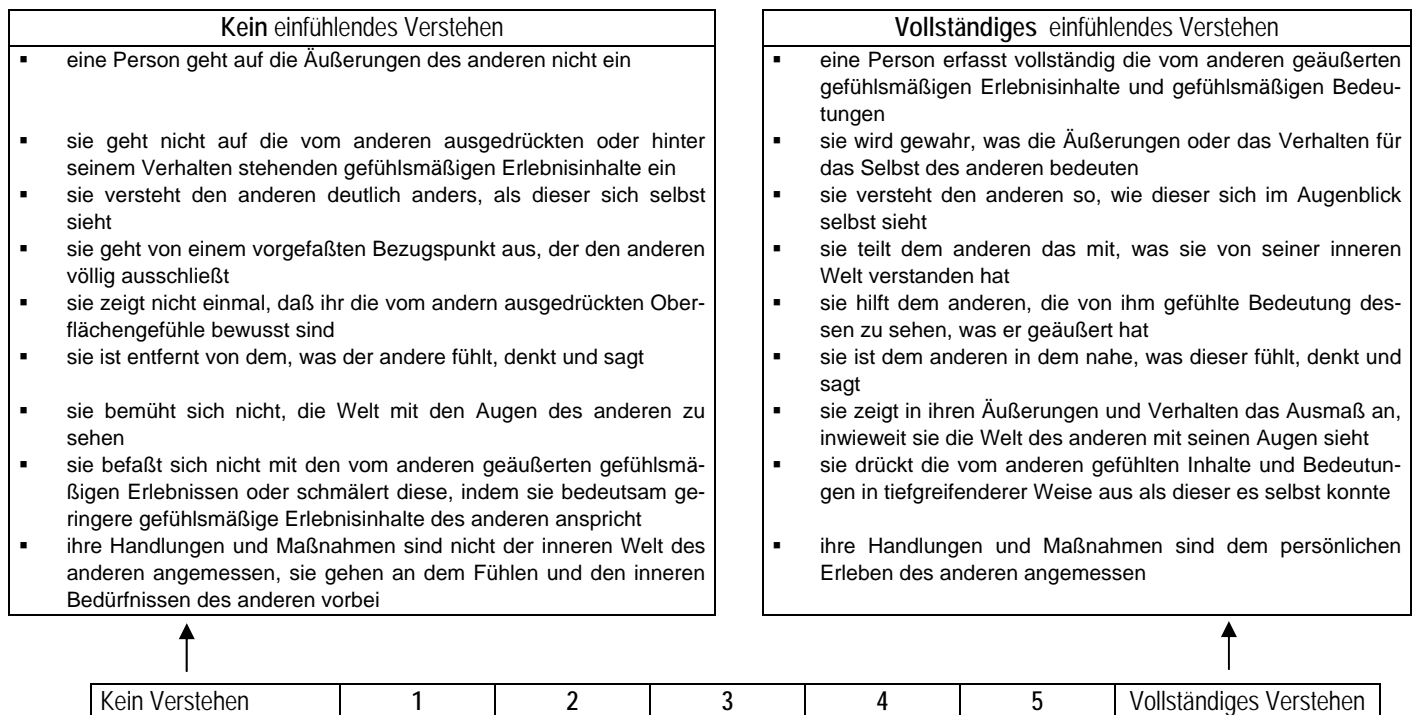 Kein einfühlendes Verstehen
▪ eine Person geht auf die Äußerungen des anderen nicht ein
▪ sie geht nicht auf die vom anderen ausgedrückten oder hinter
seinem Verhalten stehenden gefühlsmäßigen Erlebnisinhalte ein
▪ sie versteht den anderen deutlich anders, als dieser sich selbst
sieht
▪ sie geht von einem vorgefaßten Bezugspunkt aus, der den anderen
völlig ausschließt
▪ sie zeigt nicht einmal, daß ihr die vom andern ausgedrückten Ober-
flächengefühle bewusst sind
▪ sie ist entfernt von dem, was der andere fühlt, denkt und sagt
▪ sie bemüht sich nicht, die Welt mit den Augen des anderen zu
sehen
▪ sie befaßt sich nicht mit den vom anderen geäußerten gefühlsmä-
ßigen Erlebnissen oder schmälert diese, indem sie bedeutsam ge-
ringere gefühlsmäßige Erlebnisinhalte des anderen anspricht
▪ ihre Handlungen und Maßnahmen sind nicht der inneren Welt des
anderen angemessen, sie gehen an dem Fühlen und den inneren
Bedürfnissen des anderen vorbei
Vollständiges einfühlendes Verstehen
▪ eine Person erfasst vollständig die vom anderen geäußerten
gefühlsmäßigen Erlebnisinhalte und gefühlsmäßigen Bedeu-
tungen
▪ sie wird gewahr, was die Äußerungen oder das Verhalten für
das Selbst des anderen bedeuten
▪ sie versteht den anderen so, wie dieser sich im Augenblick
selbst sieht
▪ sie teilt dem anderen das mit, was sie von seiner inneren
Welt verstanden hat
▪ sie hilft dem anderen, die von ihm gefühlte Bedeutung des-
sen zu sehen, was er geäußert hat
▪ sie ist dem anderen in dem nahe, was dieser fühlt, denkt und
sagt
▪ sie zeigt in ihren Äußerungen und Verhalten das Ausmaß an,
inwieweit sie die Welt des anderen mit seinen Augen sieht
▪ sie drückt die vom anderen gefühlten Inhalte und Bedeutun-
gen in tiefgreifenderer Weise aus als dieser es selbst konnte
▪ ihre Handlungen und Maßnahmen sind dem persönlichen
Erleben des anderen angemessen
Kein Verstehen 1 2 3 4 5 Vollständiges Verstehen